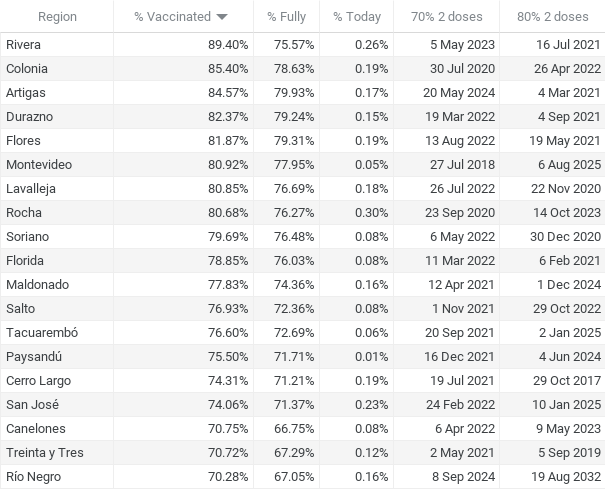 Region % Vaccinated % Fully % Today 70% 2 doses 80% 2 doses
Rivera 89.40% 75.57% 0.26% 5 May 2023 16 Jul 2021
Colonia 85.40% 78.63% 0.19% 30 Jul 2020 26 Apr 2022
Artigas 84.57% 79.93% 0.17% 20 May 2024 4 Mar 2021
Durazno 82.37% 79.24% 0.15% 19 Mar 2022 4 Sep 2021
Flores 81.87% 79.31% 0.19% 13 Aug 2022 19 May 2021
Montevideo 80.92% 77.95% 0.05% 27 Jul 2018 6 Aug 2025
Lavalleja 80.85% 76.69% 0.18% 26 Jul 2022 22 Nov 2020
Rocha 80.68% 76.27% 0.30% 23 Sep 2020 14 Oct 2023
Soriano 79.69% 76.48% 0.08% 6 May 2022 30 Dec 2020
Florida 78.85% 76.03% 0.08% 11 Mar 2022 6 Feb 2021
Maldonado 77.83% 74.36% 0.16% 12 Apr 2021 1 Dec 2024
Salto 76.93% 72.36% 0.08% 1 Nov 2021 29 Oct 2022
Tacuarembó 76.60% 72.69% 0.06% 20 Sep 2021 2 Jan 2025
Paysandú 75.50% 71.71% 0.01% 16 Dec 2021 4 Jun 2024
Cerro Largo 74.31% 71.21% 0.19% 19 Jul 2021 29 Oct 2017
San José 74.06% 71.37% 0.23% 24 Feb 2022 10 Jan 2025
Canelones 70.75% 66.75% 0.08% 6 Apr 2022 9 May 2023
Treinta y Tres 70.72% 67.29% 0.12% 2 May 2021 5 Sep 2019
Río Negro 70.28% 67.05% 0.16% 8 Sep 2024 19 Aug 2032